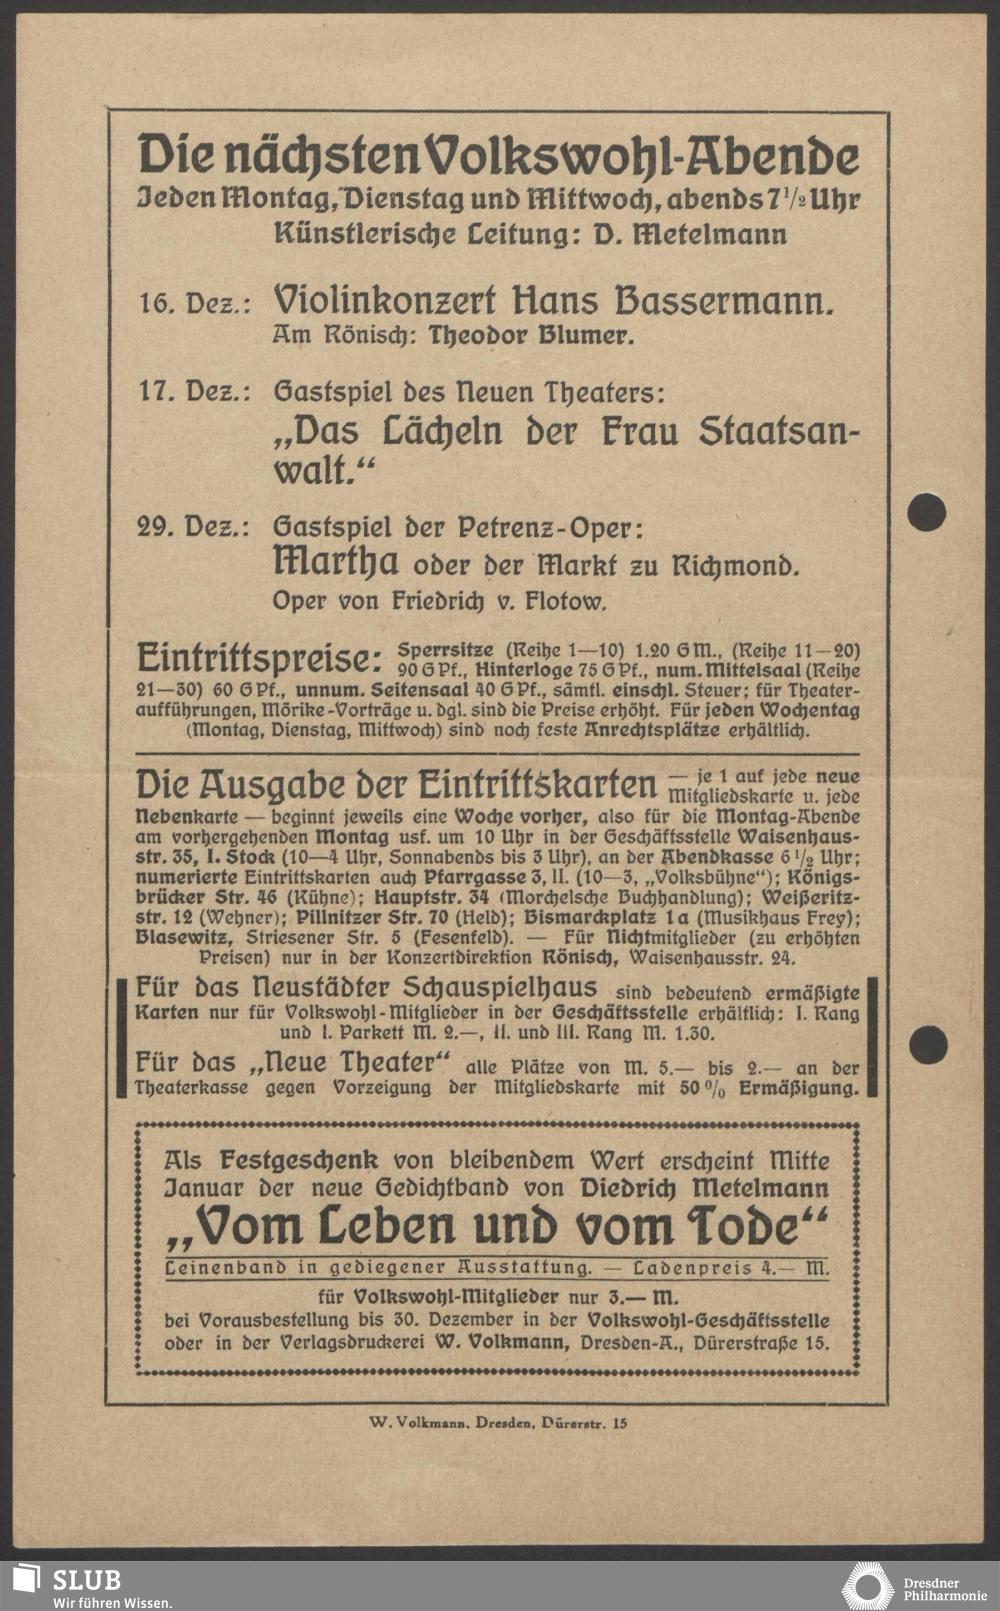 Die nächsten Volkswohl-Abende
Jeden Montag, Dienstag und Mittwoch, abends 7 1/2 Uhr
Künstlerische Leitung: D. Metelmann
16. Dez.: Violinkonzert Hans Bassermann.
Am Rönisch: Theodor Blumer.
17. Dez.: Gastspiel des Neuen Theaters:
„Das Lächeln der Frau Staatsan-
walt.“
29. Dez.: Gastspiel der Petrenz-Oper:
Martha oder der Markt zu Richmond.
Oper von Friedrich v. Flotow.
Eintrittspreise: Sperrsitze (Reihe 1—10) 1.20 GM., (Reihe 11—20)
90 GPf., Hinterloge 75 GPf., num. Mittelsaal (Reihe
21—30) 60 GPf., unnum. Seitensaal 40 GPf., sämtl. einschl. Steuer; für Theater-
aufführungen, Mörike-Vorträge u. dgl. sind die Preise erhöht. Für jeden Wochentag
(Montag, Dienstag, Mittwoch) sind noch feste Anrechtsplätze erhältlich.
Die Ausgabe der Eintrittskarten — je 1 auf jede neue
Mitgliedskarte u. jede
Nebenkarte — beginnt jeweils eine Woche vorher, also für die Montag-Abende
am vorhergehenden Montag usf. um 10 Uhr in der Geschäftsstelle Waisenhaus-
str. 35, I. Stock (10—4 Uhr, Sonnabends bis 3 Uhr), an der Abendkasse 6 1/2 Uhr;
numerierte Eintrittskarten auch Pfarrgasse 3, II. (10—3, „Volksbühne“); Königs-
brücker Str. 46 (Kühne); Hauptstr. 34 (Morchelsche Buchhandlung); Weißeritz-
str. 12 (Wehner); Pillnitzer Str. 70 (Held); Bismarckplatz 1a (Musikhaus Frey);
Blasewitz, Striesener Str. 5 (Fesenfeld). — Für Nichtmitglieder (zu erhöhten
Preisen) nur in der Konzertdirektion Rönisch, Waisenhausstr. 24.
Für das Neustädter Schauspielhaus sind bedeutend ermäßigte
Karten nur für Volkswohl-Mitglieder in der Geschäftsstelle erhältlich: I. Rang
und I. Parkett M. 2.—, II. und III. Rang M. 1.30.
Für das „Neue Theater“ alle Plätze von M. 5.— bis 2.— an der
Theaterkasse gegen Vorzeigung der Mitgliedskarte mit 50 % Ermäßigung.
Als Festgeschenk von bleibendem Wert erscheint Mitte
Januar der neue Gedichtband von Diedrich Metelmann
„Vom Leben und vom Tode“
Leinenband in gediegener Ausstattung. — Ladenpreis 4.— M.
für Volkswohl-Mitglieder nur 3.— M.
bei Vorausbestellung bis 30. Dezember in der Volkswohl-Geschäftsstelle
oder in der Verlagsdruckerei W. Volkmann, Dresden-A., Dürerstraße 15.
W. Volkmann, Dresden, Dürerstr. 15
SLUB
Wir führen Wissen.
Dresdner
Philharmonie